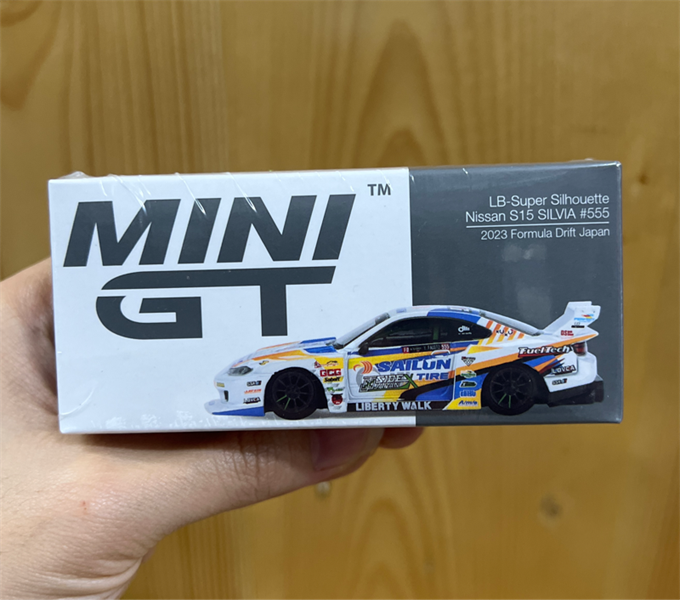 MINI
GT
TM
LB-Super Silhouette
Nissan S15 SILVIA #555
2023 Formula Drift Japan
SAILUN
TIRE
FuelTech
LIBERTY WALK
GCG